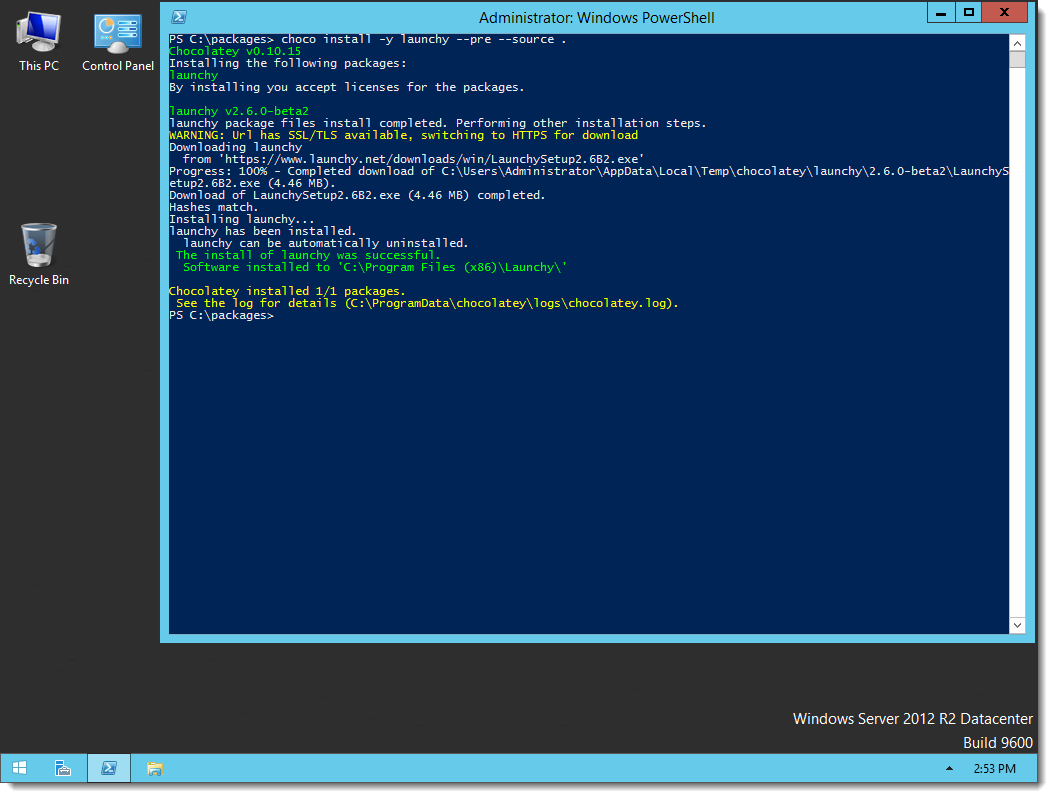 This PC
Control Panel
Recycle Bin
Administrator: Windows PowerShell
PS C:\packages> choco install -y launchy --pre --source .
Chocolatey v0.10.15
Installing the following packages:
launchy
By installing you accept licenses for the packages.
launchy v2.6.0-beta2
launchy package files install completed. Performing other installation steps.
WARNING: Url has SSL/TLS available, switching to HTTPS for download
Downloading launchy
  from 'https://www.launchy.net/downloads/win/LaunchySetup2.6B2.exe'
Progress: 100% - Completed download of C:\Users\Administrator\AppData\Local\Temp\chocolatey\launchy\2.6.0-beta2\LaunchyS
etup2.6B2.exe (4.46 MB).
Download of LaunchySetup2.6B2.exe (4.46 MB) completed.
Hashes match.
Installing launchy...
launchy has been installed.
  launchy can be automatically uninstalled.
 The install of launchy was successful.
  Software installed to 'C:\Program Files (x86)\Launchy\'
Chocolatey installed 1/1 packages.
 See the log for details (C:\ProgramData\chocolatey\logs\chocolatey.log).
PS C:\packages>
Windows Server 2012 R2 Datacenter
Build 9600
2:53 PM